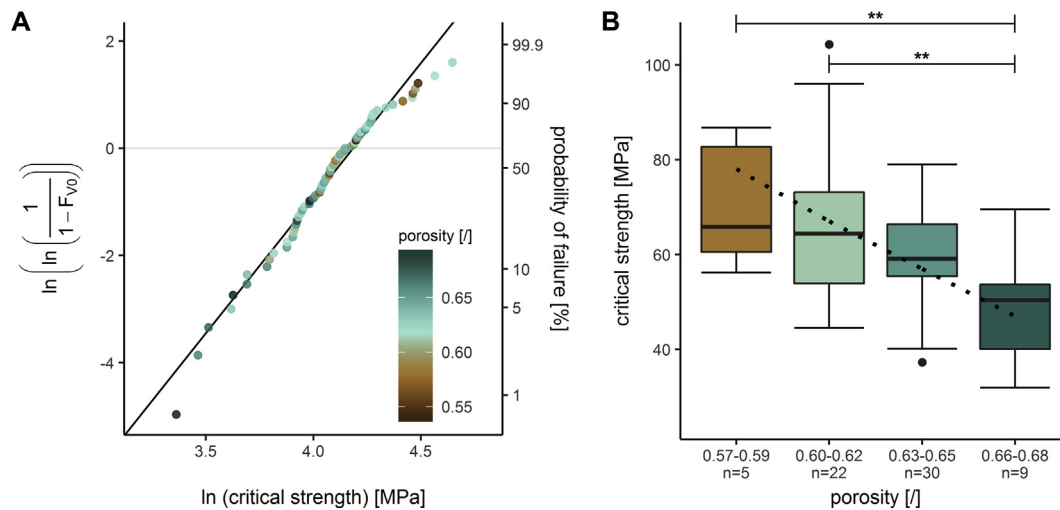 A
2
0
-2
-4
ln ( ln ( 1 / 1 − FV0 ) )
99.9
90
50
10
5
1
probability of failure [%]
porosity [/]
0.65
0.60
0.55
3.5
4.0
4.5
ln (critical strength) [MPa]
B
**
**
100
80
60
40
critical strength [MPa]
0.57-0.59
n=5
0.60-0.62
n=22
0.63-0.65
n=30
0.66-0.68
n=9
porosity [/]